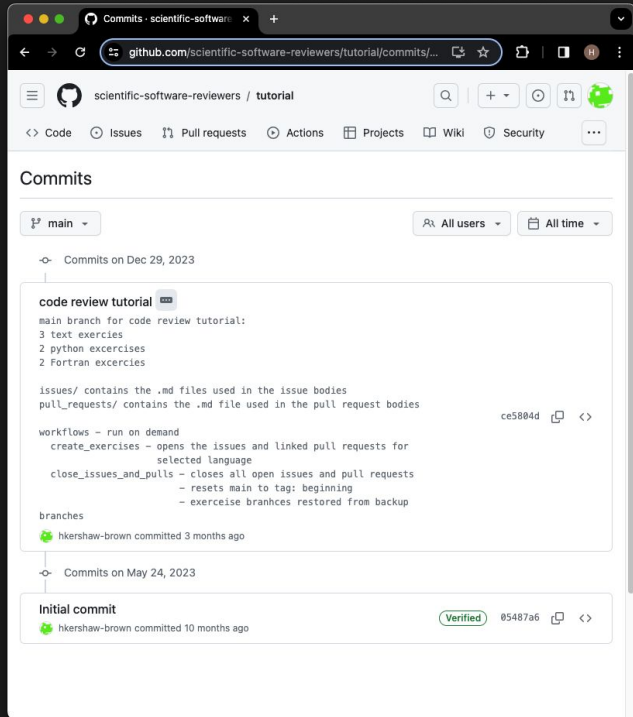 Commits · scientific-software
github.com/scientific-software-reviewers/tutorial/commits/...
H
scientific-software-reviewers / tutorial
Code Issues Pull requests Actions Projects Wiki Security
Commits
main All users All time
Commits on Dec 29, 2023
code review tutorial
main branch for code review tutorial:
3 text exercies
2 python excercises
2 Fortran excercies
issues/ contains the .md files used in the issue bodies
pull_requests/ contains the .md file used in the pull request bodies
ce5804d
workflows – run on demand
create_exercises – opens the issues and linked pull requests for
selected language
close_issues_and_pulls – closes all open issues and pull requests
– resets main to tag: beginning
– exerceise branhces restored from backup
branches
hkershaw-brown committed 3 months ago
Commits on May 24, 2023
Initial commit
Verified 05487a6
hkershaw-brown committed 10 months ago